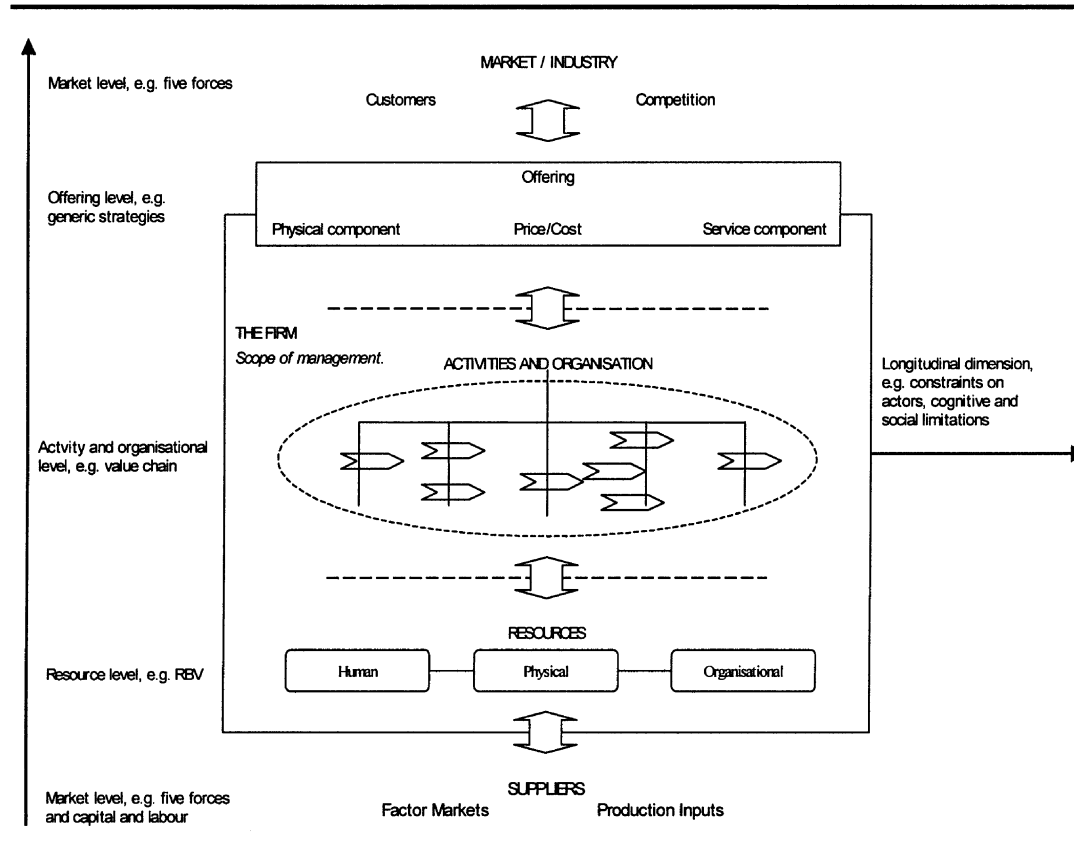 MARKET / INDUSTRY
Market level, e.g. five forces
Customers
Competition
Offering
Offering level, e.g.
generic strategies
Physical component
Price/Cost
Service component
THE FIRM
Scope of management.
ACTIVITIES AND ORGANISATION
Longitudinal dimension,
e.g. constraints on
actors, cognitive and
social limitations
Actvity and organisational
level, e.g. value chain
RESOURCES
Resource level, e.g. RBV
Human
Physical
Organisational
SUPPLIERS
Market level, e.g. five forces
and capital and labour
Factor Markets
Production Inputs